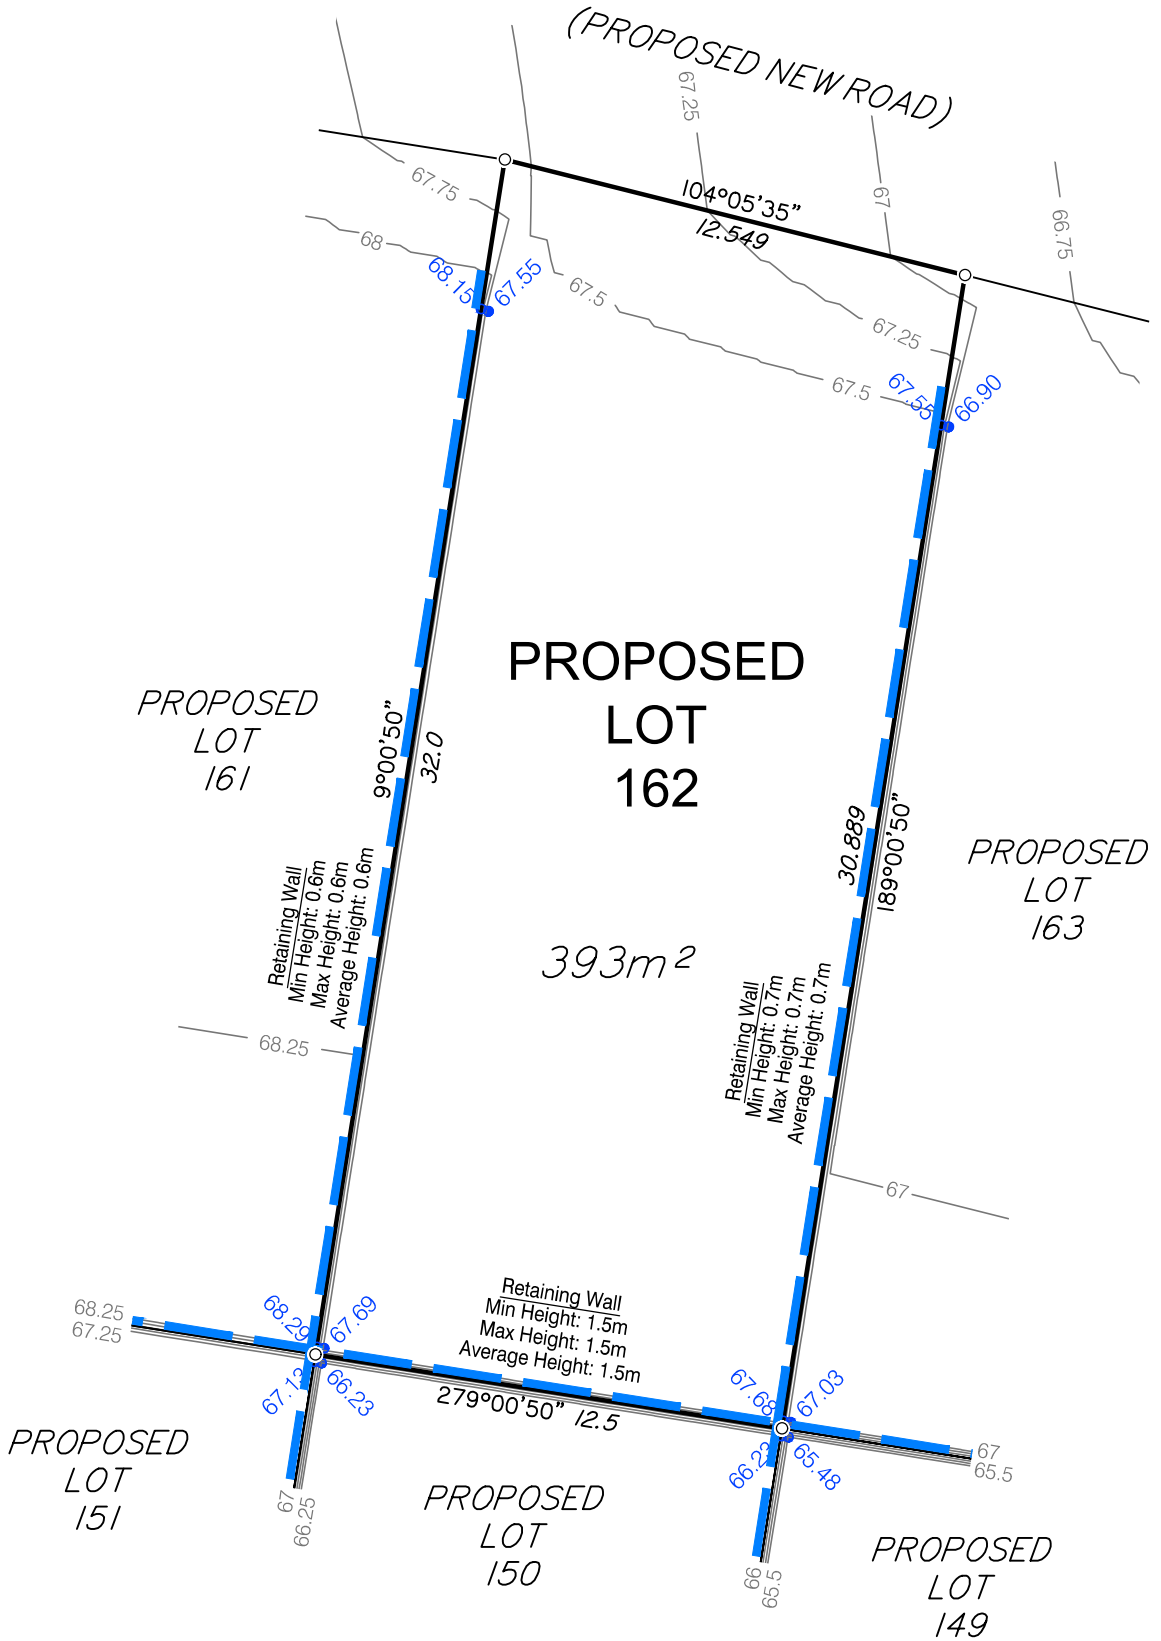 (PROPOSED NEW ROAD)
67.25
67
66.75
67.75
68
104°05'35"
12.549
68.15
67.55
67.5
67.25
67.5
67.55
66.90
PROPOSED
LOT
162
PROPOSED
LOT
161
9°00'50"
32.0
30.889
189°00'50"
PROPOSED
LOT
163
393m²
Retaining Wall
Min Height: 0.6m
Max Height: 0.6m
Average Height: 0.6m
Retaining Wall
Min Height: 0.7m
Max Height: 0.7m
Average Height: 0.7m
68.25
67
Retaining Wall
Min Height: 1.5m
Max Height: 1.5m
Average Height: 1.5m
68.25
67.25
68.29
67.69
67.13
66.23
279°00'50" 12.5
67.68
67.03
66.23
65.48
67
65.5
PROPOSED
LOT
151
67
66.25
PROPOSED
LOT
150
66
65.5
PROPOSED
LOT
149